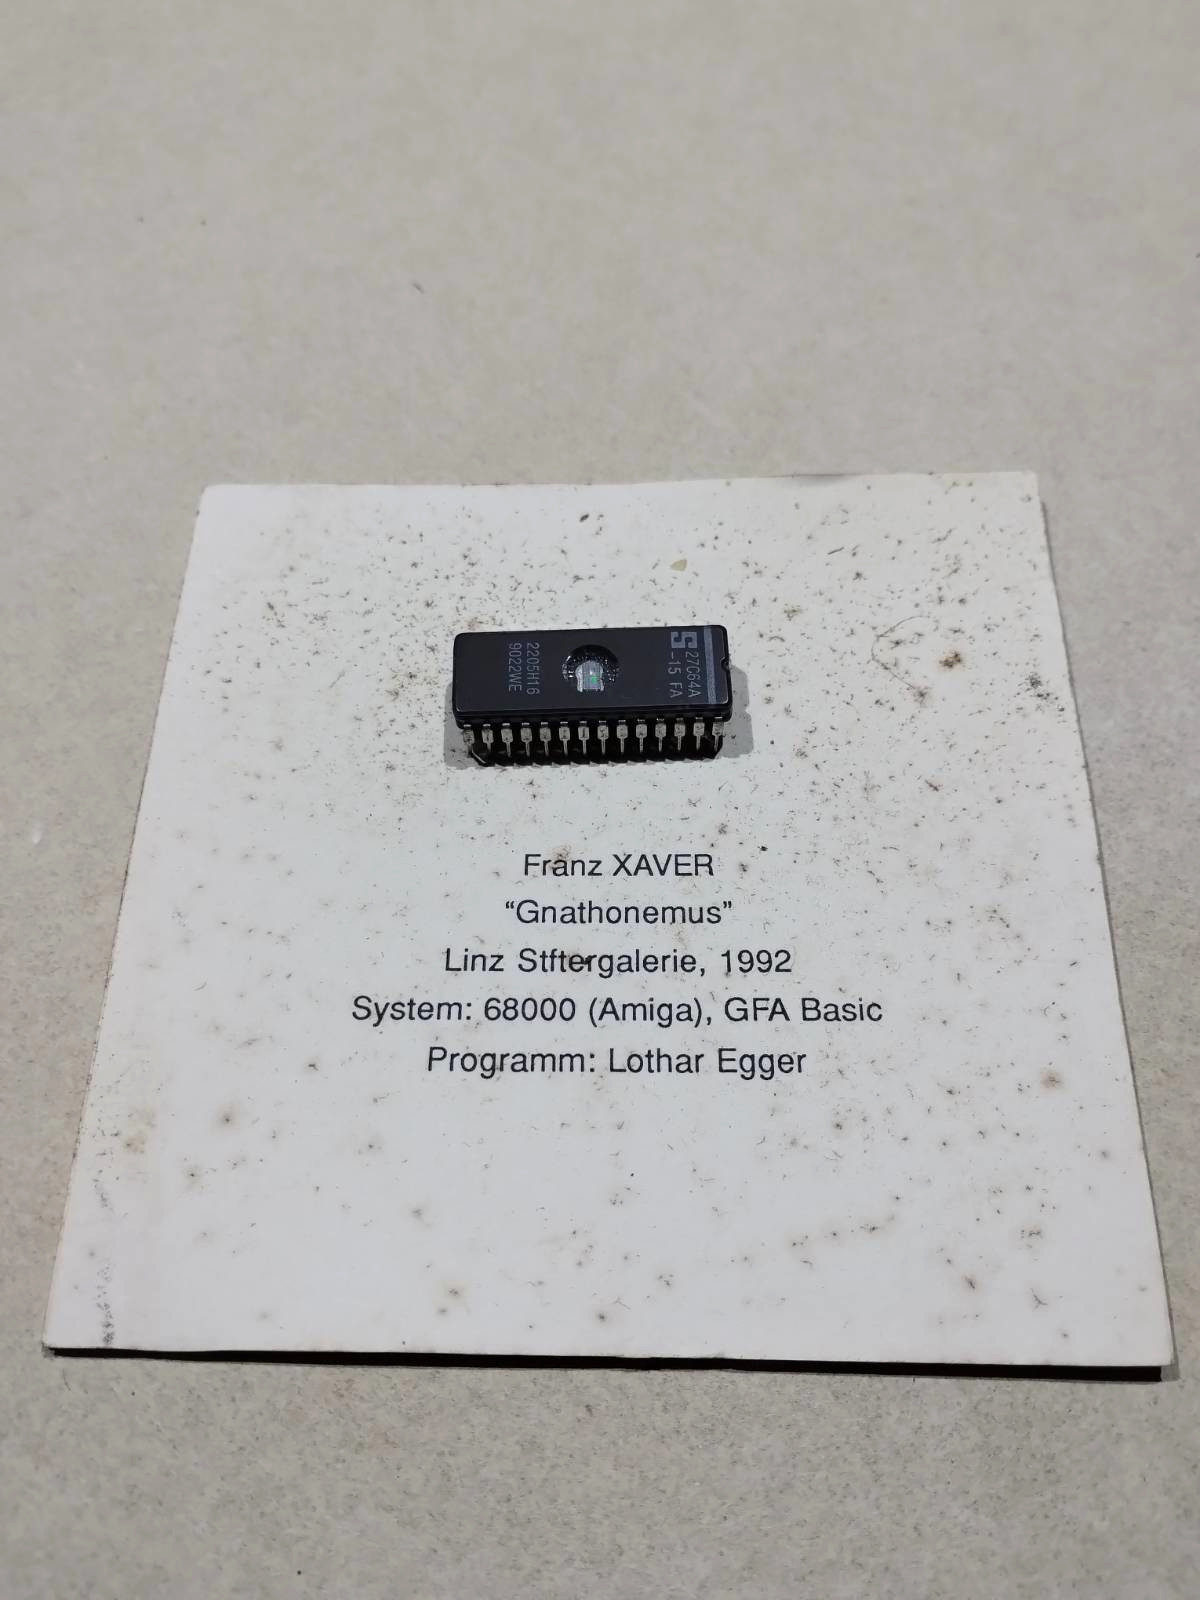 27C64A
-15 FA
2205H16
9022WE
Franz XAVER
“Gnathonemus”
Linz Stftergalerie, 1992
System: 68000 (Amiga), GFA Basic
Programm: Lothar Egger